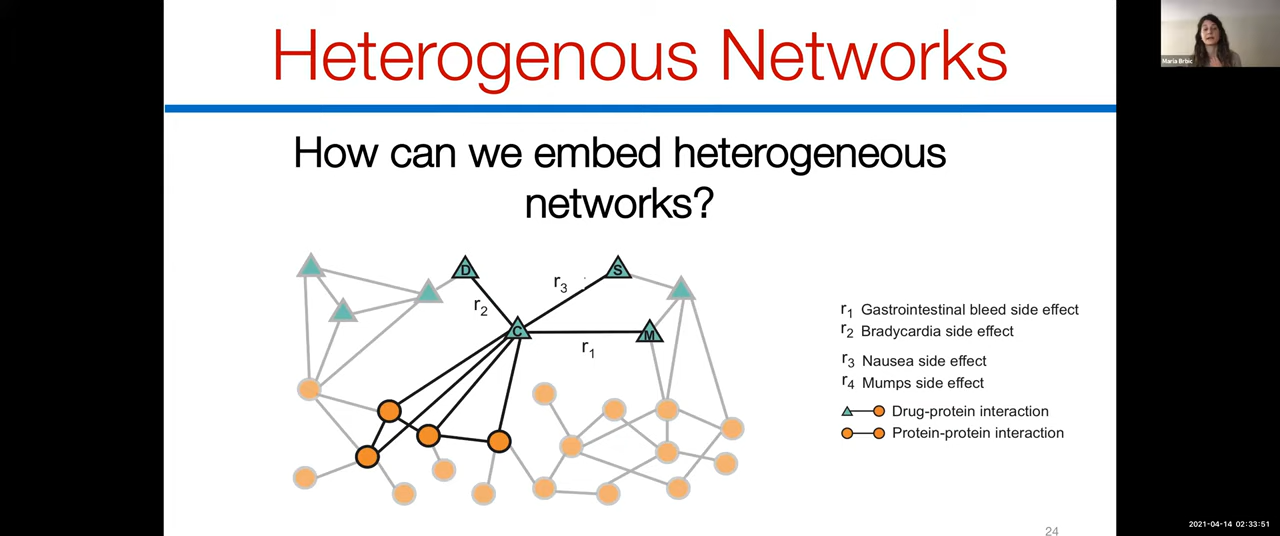 Heterogenous Networks
Maria Brbic
How can we embed heterogeneous
networks?
D
S
r3
r2
C
M
r1
r1 Gastrointestinal bleed side effect
r2 Bradycardia side effect
r3 Nausea side effect
r4 Mumps side effect
Drug-protein interaction
Protein-protein interaction
24
2021-04-14 02:33:51